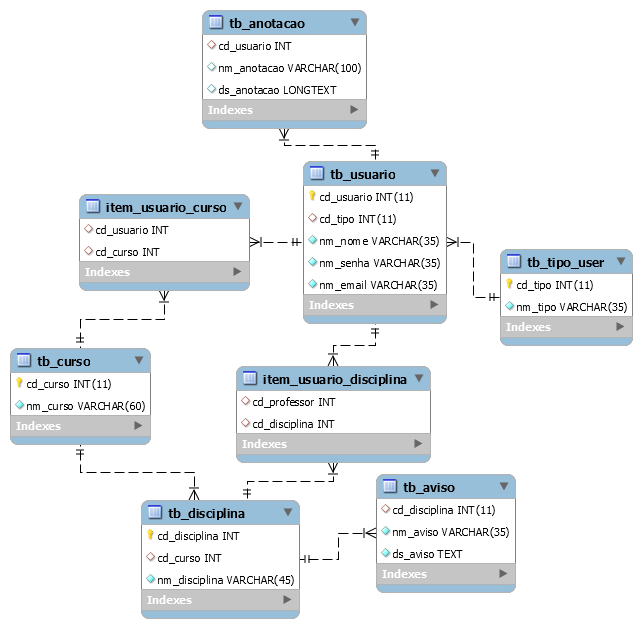 tb_anotacao
cd_usuario INT
nm_anotacao VARCHAR(100)
ds_anotacao LONGTEXT
Indexes
tb_usuario
cd_usuario INT(11)
cd_tipo INT(11)
nm_nome VARCHAR(35)
nm_senha VARCHAR(35)
nm_email VARCHAR(35)
Indexes
item_usuario_curso
cd_usuario INT
cd_curso INT
Indexes
tb_tipo_user
cd_tipo INT(11)
nm_tipo VARCHAR(35)
Indexes
tb_curso
cd_curso INT(11)
nm_curso VARCHAR(60)
Indexes
item_usuario_disciplina
cd_professor INT
cd_disciplina INT
Indexes
tb_disciplina
cd_disciplina INT
cd_curso INT
nm_disciplina VARCHAR(45)
Indexes
tb_aviso
cd_disciplina INT(11)
nm_aviso VARCHAR(35)
ds_aviso TEXT
Indexes